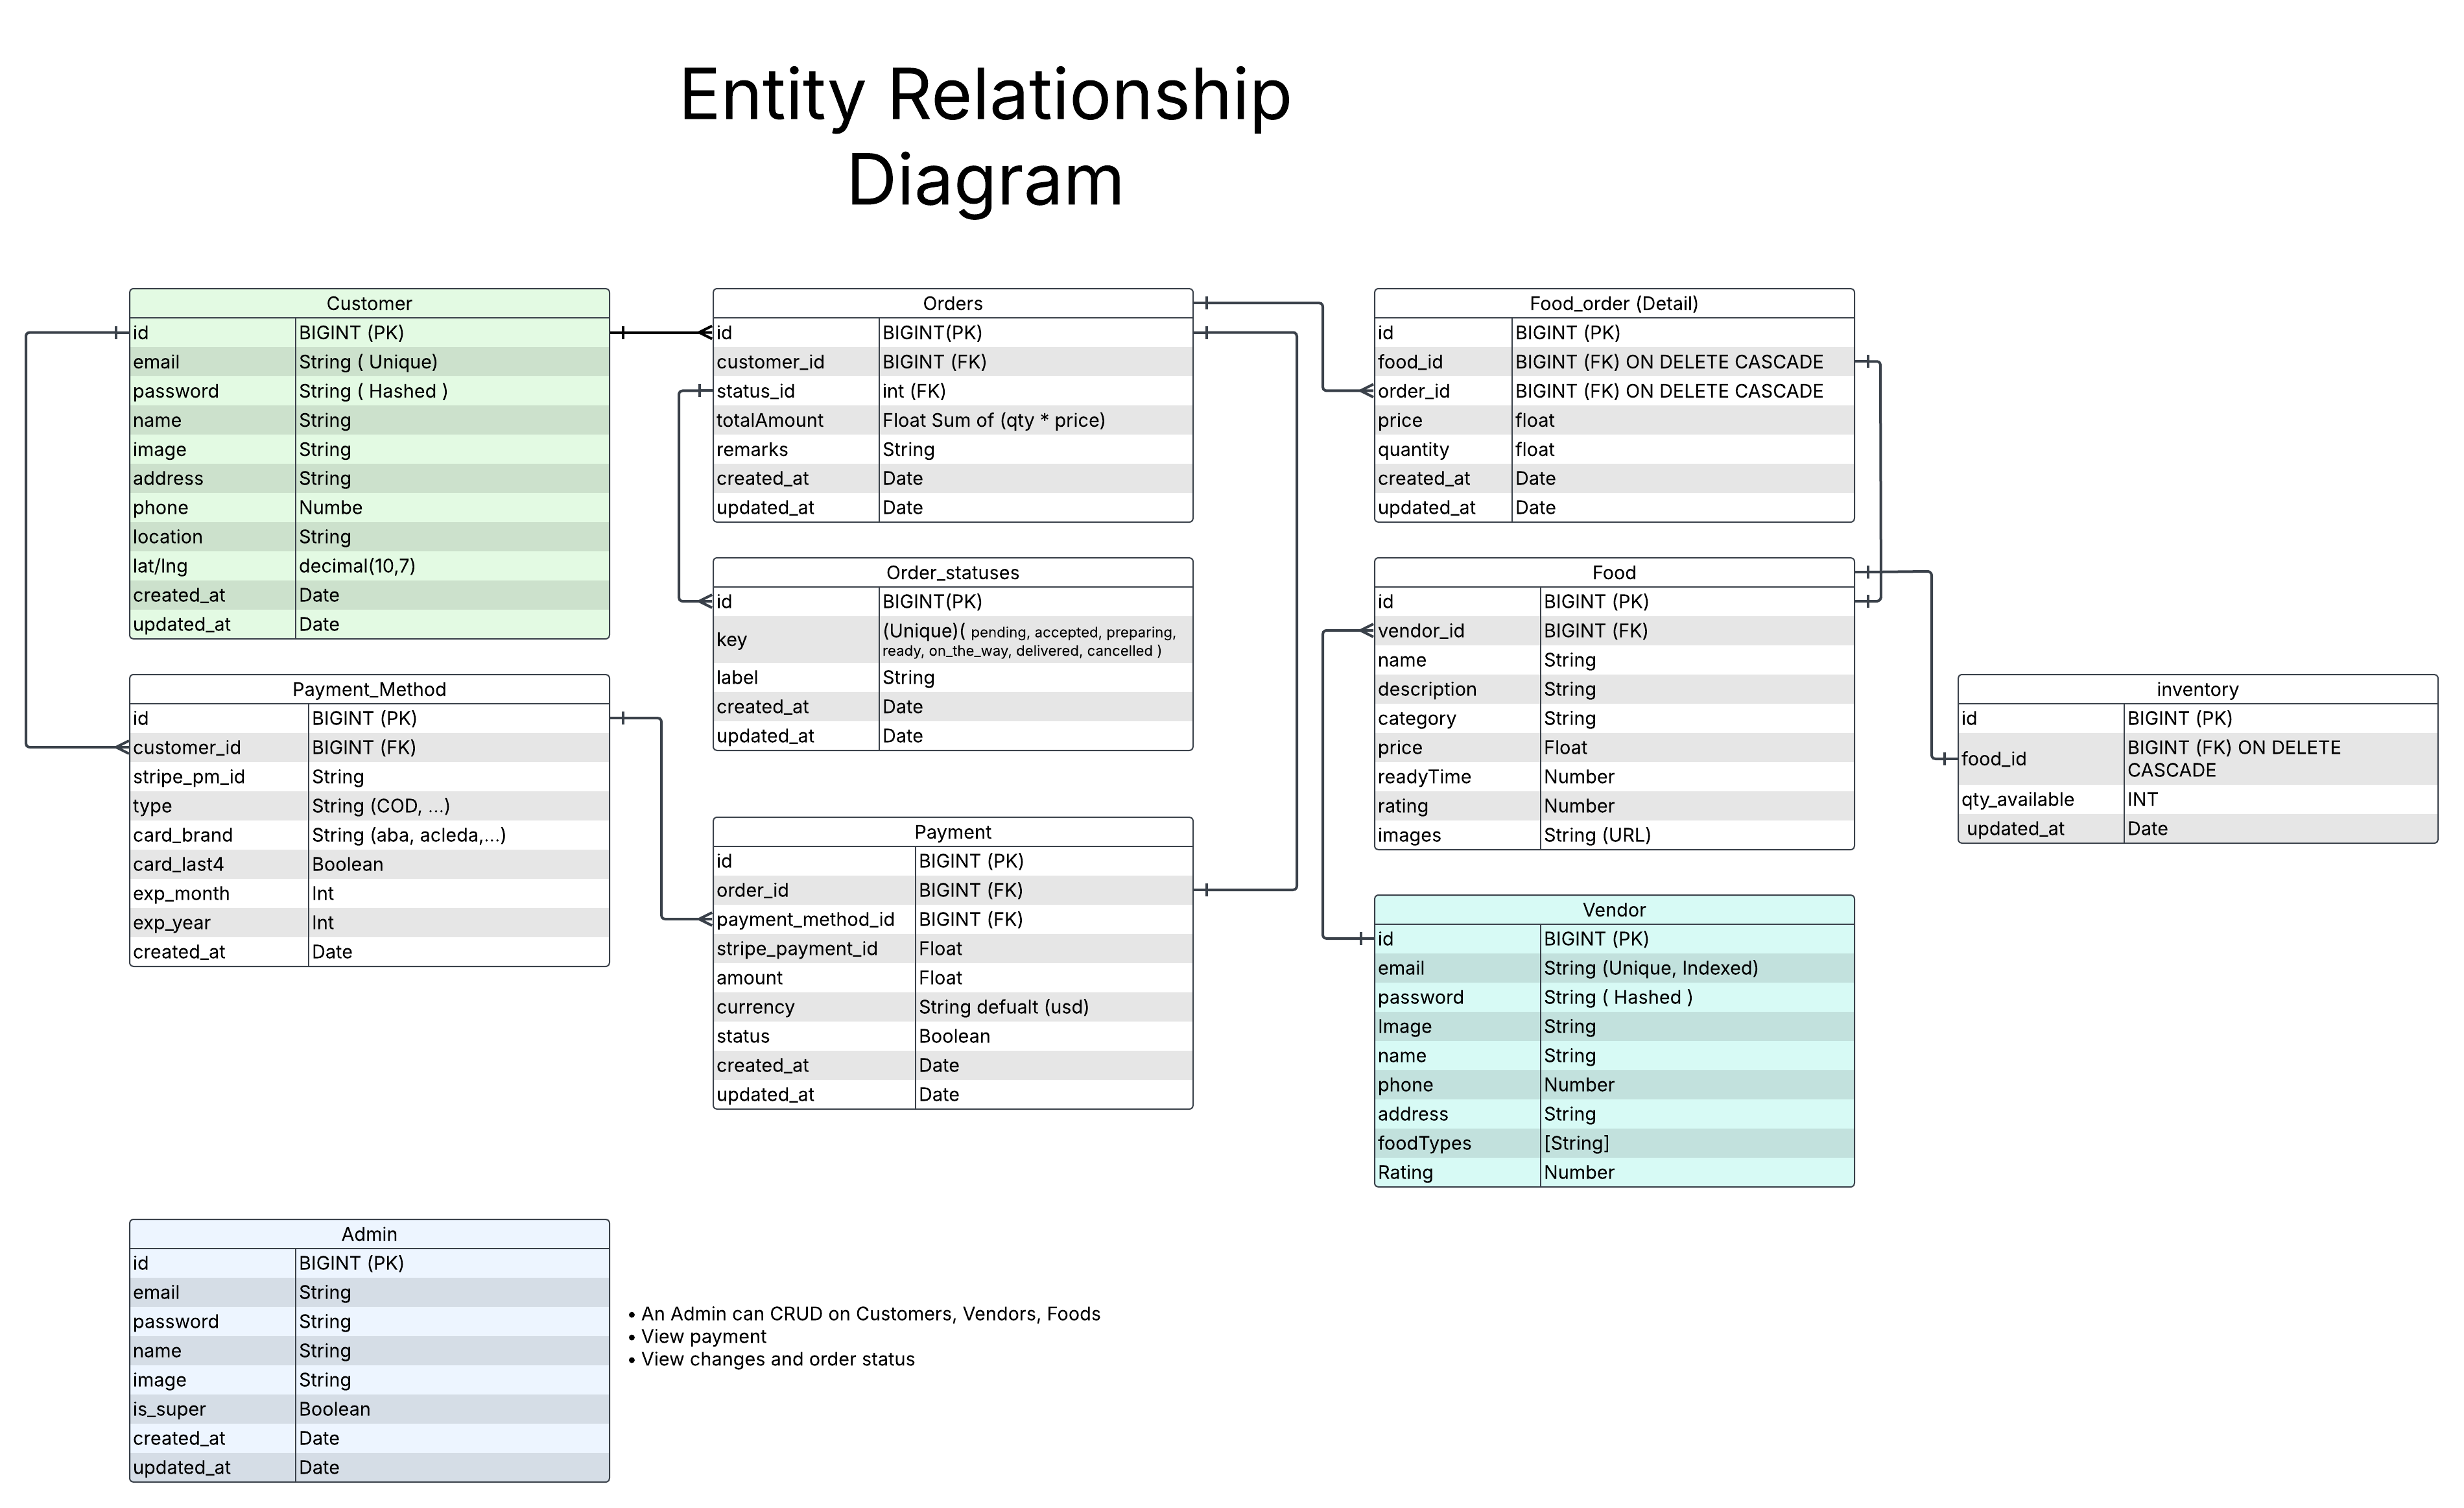 Entity Relationship
Diagram
Customer
id BIGINT (PK)
email String ( Unique)
password String ( Hashed )
name String
image String
address String
phone Numbe
location String
lat/lng decimal(10,7)
created_at Date
updated_at Date
Payment_Method
id BIGINT (PK)
customer_id BIGINT (FK)
stripe_pm_id String
type String (COD, ...)
card_brand String (aba, acleda,...)
card_last4 Boolean
exp_month Int
exp_year Int
created_at Date
Orders
id BIGINT(PK)
customer_id BIGINT (FK)
status_id int (FK)
totalAmount Float Sum of (qty * price)
remarks String
created_at Date
updated_at Date
Order_statuses
id BIGINT(PK)
key (Unique)( pending, accepted, preparing,
ready, on_the_way, delivered, cancelled )
label String
created_at Date
updated_at Date
Payment
id BIGINT (PK)
order_id BIGINT (FK)
payment_method_id BIGINT (FK)
stripe_payment_id Float
amount Float
currency String defualt (usd)
status Boolean
created_at Date
updated_at Date
Food_order (Detail)
id BIGINT (PK)
food_id BIGINT (FK) ON DELETE CASCADE
order_id BIGINT (FK) ON DELETE CASCADE
price float
quantity float
created_at Date
updated_at Date
Food
id BIGINT (PK)
vendor_id BIGINT (FK)
name String
description String
category String
price Float
readyTime Number
rating Number
images String (URL)
Vendor
id BIGINT (PK)
email String (Unique, Indexed)
password String ( Hashed )
Image String
name String
phone Number
address String
foodTypes [String]
Rating Number
inventory
id BIGINT (PK)
food_id BIGINT (FK) ON DELETE
CASCADE
qty_available INT
updated_at Date
Admin
id BIGINT (PK)
email String
password String
name String
image String
is_super Boolean
created_at Date
updated_at Date
• An Admin can CRUD on Customers, Vendors, Foods
• View payment
• View changes and order status